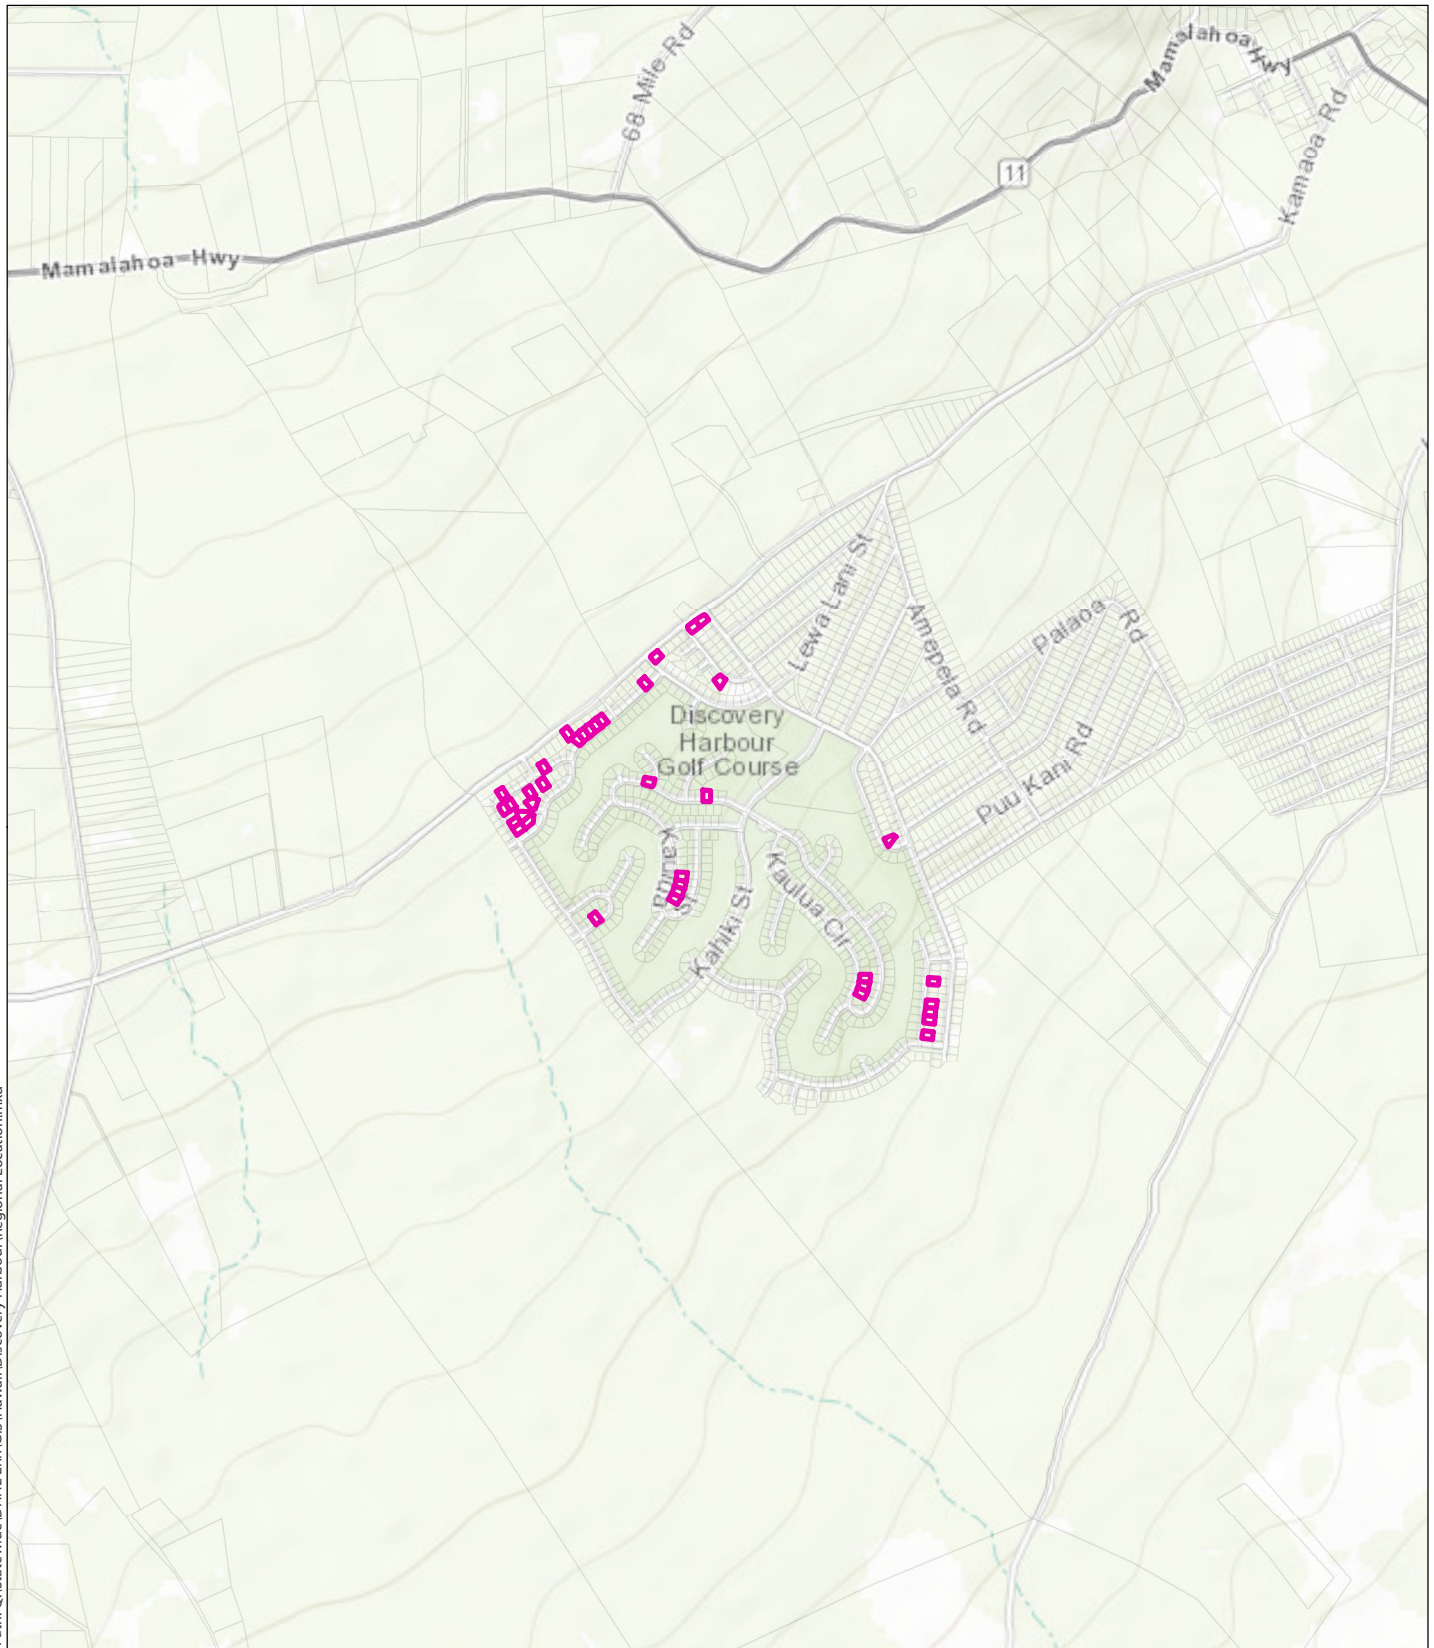 68 Mile Rd
Mamalahoa Hwy
Kamaoa Rd
11
Mamalahoa Hwy
Lewa Lani St
Amepela Rd
Palaoa Rd
Discovery
Harbour
Golf Course
Puu Kani Rd
Kaulua Cir
Kahiki St